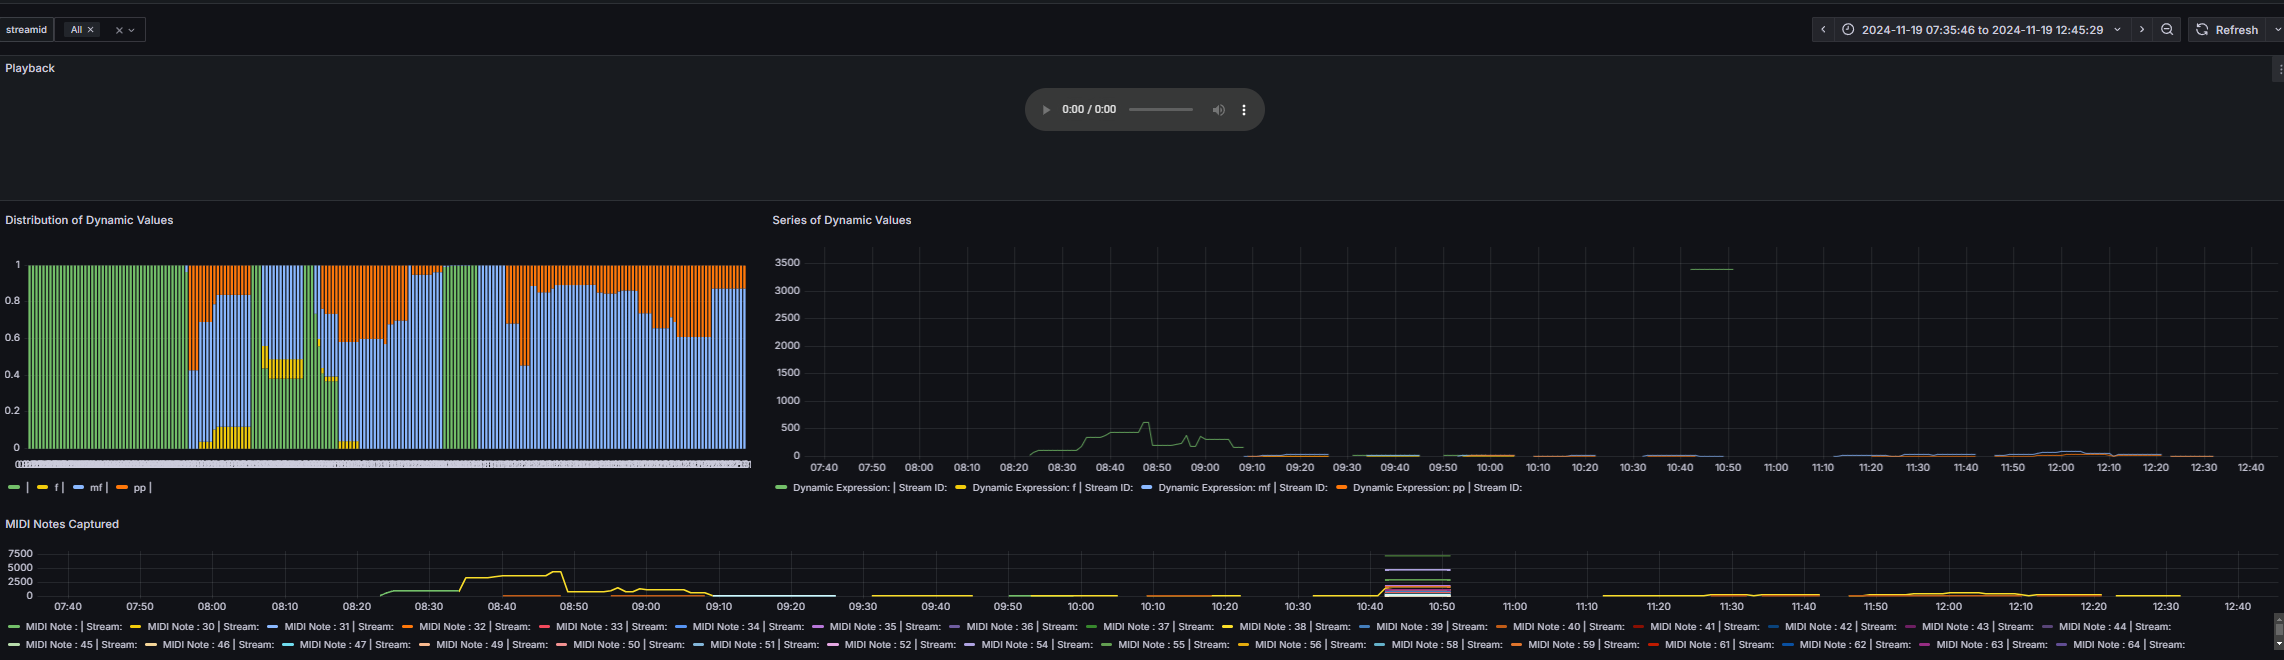 streamid All × × 2024-11-19 07:35:46 to 2024-11-19 12:45:29 Refresh
Playback
0:00 / 0:00
Distribution of Dynamic Values
1
0.8
0.6
0.4
0.2
0
| f | mf | pp |
Series of Dynamic Values
3500
3000
2500
2000
1500
1000
500
0
07:40 07:50 08:00 08:10 08:20 08:30 08:40 08:50 09:00 09:10 09:20 09:30 09:40 09:50 10:00 10:10 10:20 10:30 10:40 10:50 11:00 11:10 11:20 11:30 11:40 11:50 12:00 12:10 12:20 12:30 12:40
Dynamic Expression: | Stream ID: Dynamic Expression: f | Stream ID: Dynamic Expression: mf | Stream ID: Dynamic Expression: pp | Stream ID:
MIDI Notes Captured
7500
5000
2500
0
07:40 07:50 08:00 08:10 08:20 08:30 08:40 08:50 09:00 09:10 09:20 09:30 09:40 09:50 10:00 10:10 10:20 10:30 10:40 10:50 11:00 11:10 11:20 11:30 11:40 11:50 12:00 12:10 12:20 12:30 12:40
MIDI Note : | Stream: MIDI Note : 30 | Stream: MIDI Note : 31 | Stream: MIDI Note : 32 | Stream: MIDI Note : 33 | Stream: MIDI Note : 34 | Stream: MIDI Note : 35 | Stream: MIDI Note : 36 | Stream: MIDI Note : 37 | Stream: MIDI Note : 38 | Stream: MIDI Note : 39 | Stream: MIDI Note : 40 | Stream: MIDI Note : 41 | Stream: MIDI Note : 42 | Stream: MIDI Note : 43 | Stream: MIDI Note : 44 | Stream:
MIDI Note : 45 | Stream: MIDI Note : 46 | Stream: MIDI Note : 47 | Stream: MIDI Note : 49 | Stream: MIDI Note : 50 | Stream: MIDI Note : 51 | Stream: MIDI Note : 52 | Stream: MIDI Note : 54 | Stream: MIDI Note : 55 | Stream: MIDI Note : 56 | Stream: MIDI Note : 58 | Stream: MIDI Note : 59 | Stream: MIDI Note : 61 | Stream: MIDI Note : 62 | Stream: MIDI Note : 63 | Stream: MIDI Note : 64 | Stream: